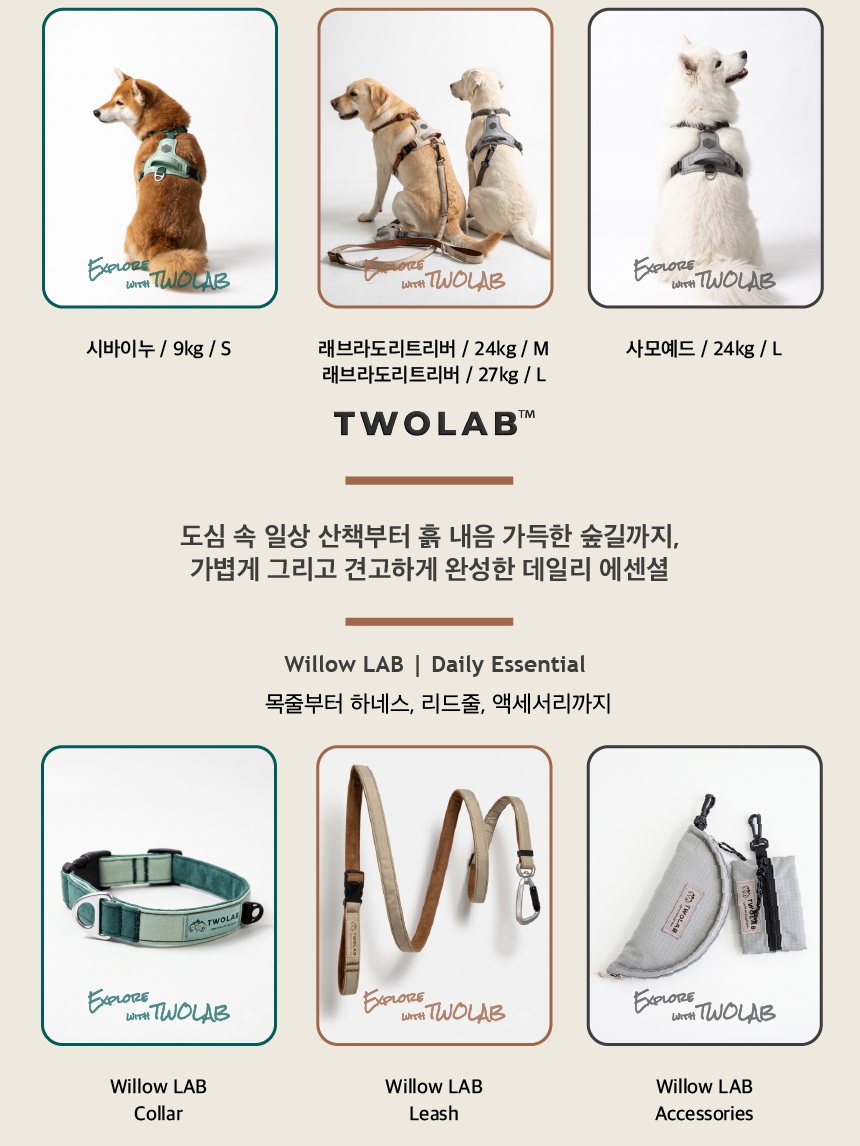 EXPLORE
WITH TWOLAB
EXPLORE
WITH TWOLAB
EXPLORE
WITH TWOLAB
시바이누 / 9kg / S
래브라도리트리버 / 24kg / M
래브라도리트리버 / 27kg / L
사모예드 / 24kg / L
TWOLAB™
도심 속 일상 산책부터 흙 내음 가득한 숲길까지,
가볍게 그리고 견고하게 완성한 데일리 에센셜
Willow LAB | Daily Essential
목줄부터 하네스, 리드줄, 액세서리까지
TWOLAB
EXPLORE
WITH TWOLAB
TWOLAB
EXPLORE
WITH TWOLAB
TWOLAB
TWOLAB
EXPLORE
WITH TWOLAB
Willow LAB
Collar
Willow LAB
Leash
Willow LAB
Accessories